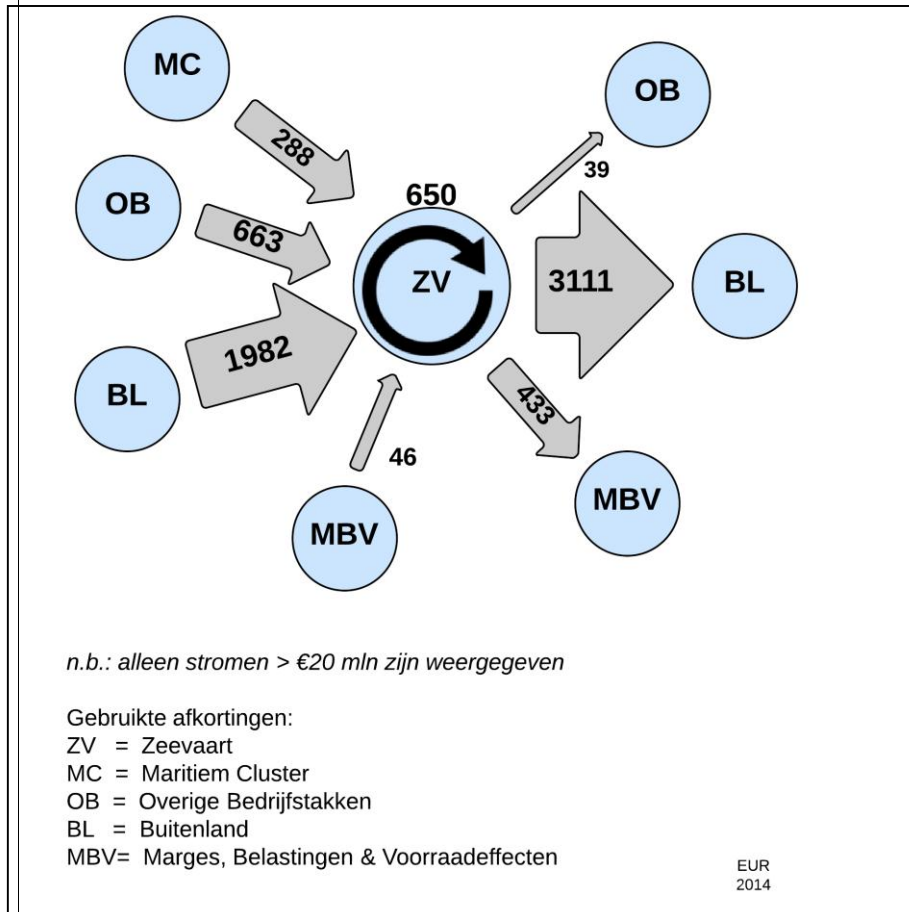 MC
OB
288
OB
39
650
663
ZV
3111
BL
1982
BL
433
46
MBV
MBV
n.b.: alleen stromen > €20 mln zijn weergegeven
Gebruikte afkortingen:
ZV = Zeevaart
MC = Maritiem Cluster
OB = Overige Bedrijfstakken
BL = Buitenland
MBV= Marges, Belastingen & Voorraadeffecten
EUR
2014